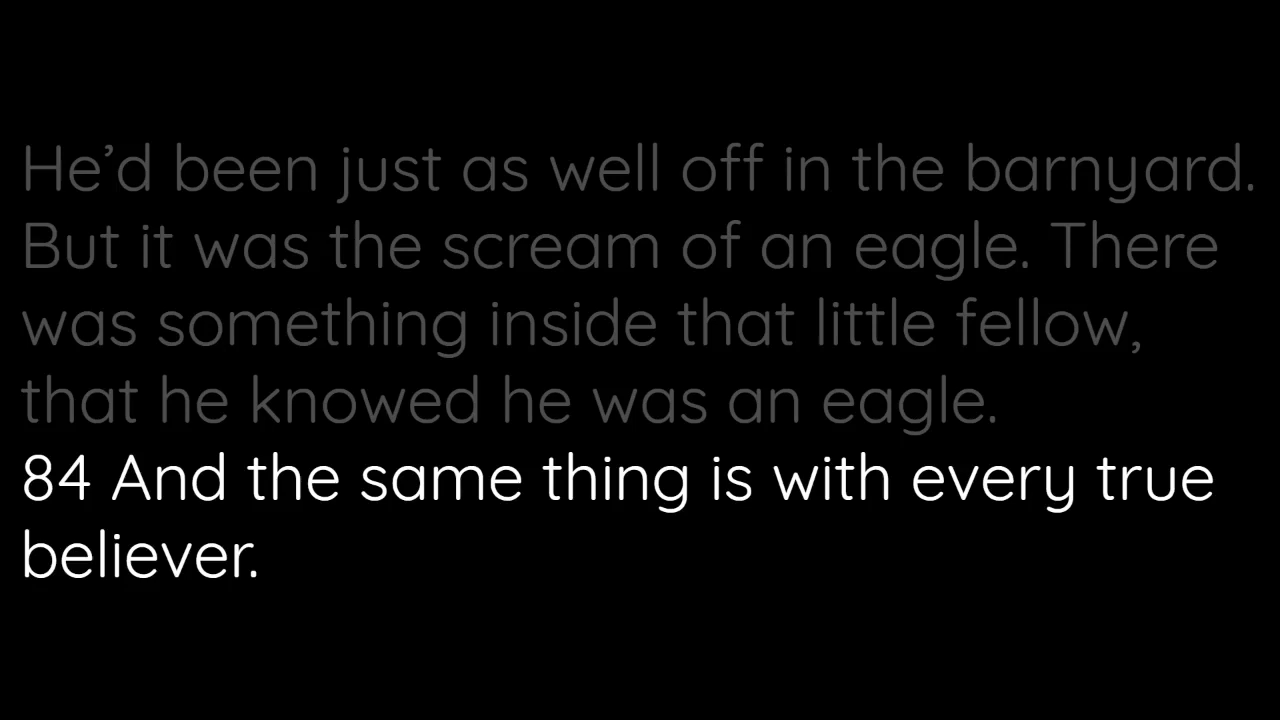 He’d been just as well off in the barnyard.
But it was the scream of an eagle. There
was something inside that little fellow,
that he knowed he was an eagle.
84 And the same thing is with every true
believer.